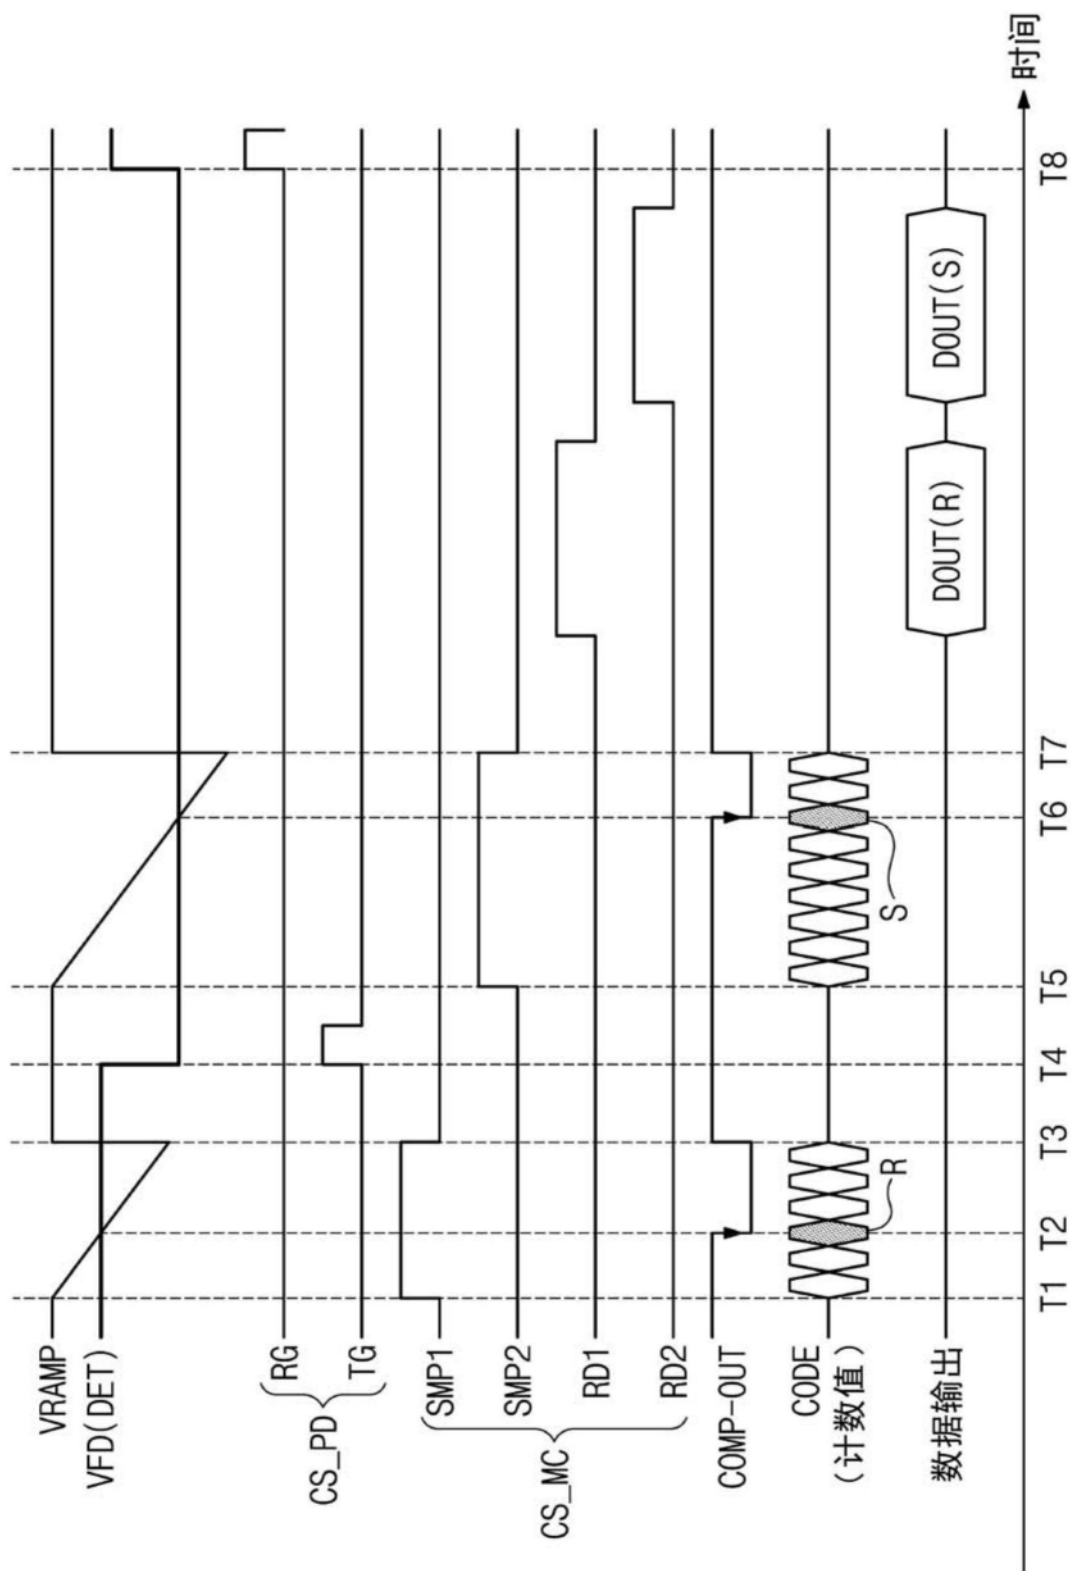 VRAMP
VFD(DET)
RG
TG
CS_PD
SMP1
SMP2
RD1
RD2
CS_MC
COMP-OUT
CODE
(计数值)
数据输出
R
S
DOUT(R)
DOUT(S)
T1
T2
T3
T4
T5
T6
T7
T8
时间